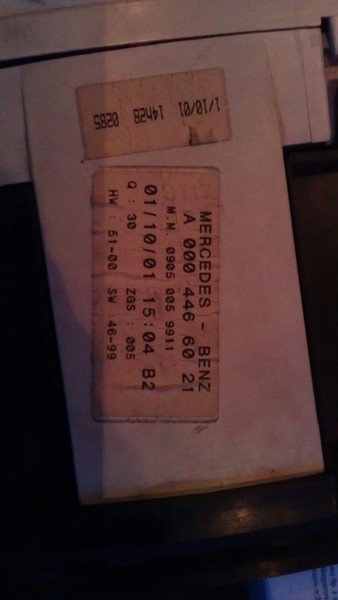 1/10/01 14h28 0285
MERCEDES - BENZ
A 000 446 60 21
M.M. 0905 005 9911
01/10/01 15:04 B2
Q : 30 ZGS : 005
HW : 51-00 SW : 46-99